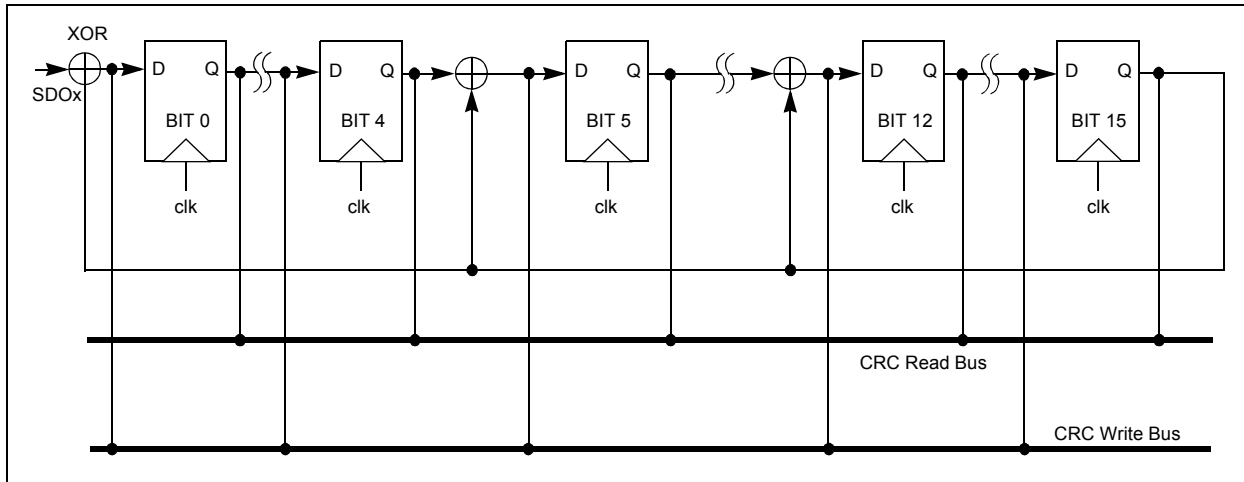 XOR
SDOx
D Q
BIT 0
clk
D Q
BIT 4
clk
D Q
BIT 5
clk
D Q
BIT 12
clk
D Q
BIT 15
clk
CRC Read Bus
CRC Write Bus